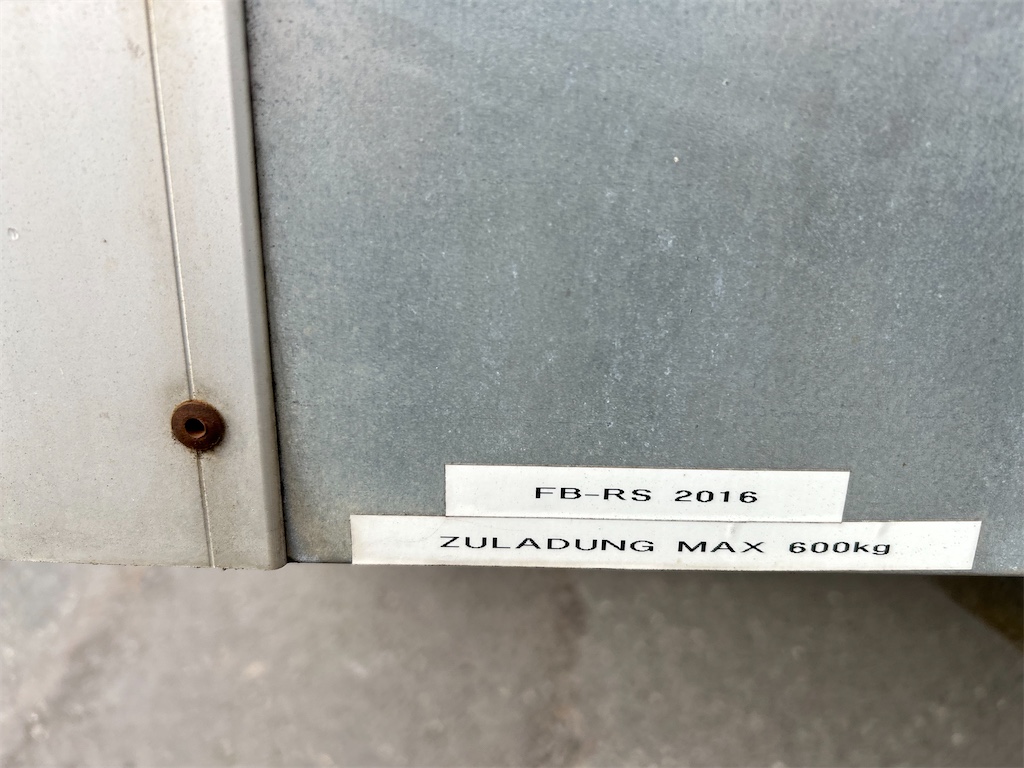 FB-RS 2016
ZULADUNG MAX 600kg